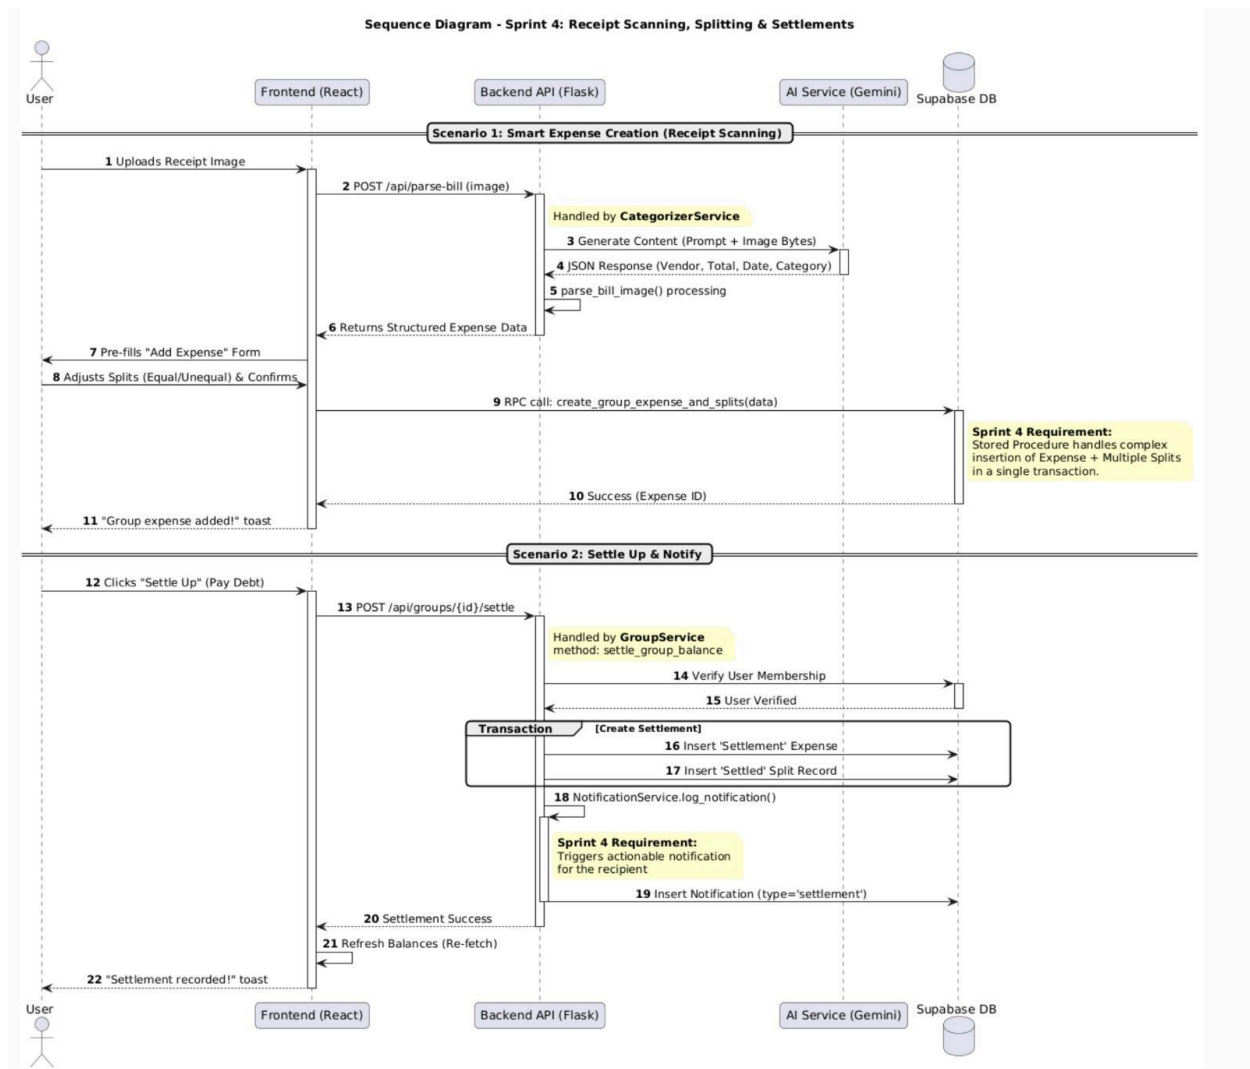 Sequence Diagram - Sprint 4: Receipt Scanning, Splitting & Settlements
User
Frontend (React)
Backend API (Flask)
AI Service (Gemini)
Supabase DB
Scenario 1: Smart Expense Creation (Receipt Scanning)
1 Uploads Receipt Image
2 POST /api/parse-bill (image)
Handled by CategorizerService
3 Generate Content (Prompt + Image Bytes)
4 JSON Response (Vendor, Total, Date, Category)
5 parse_bill_image() processing
6 Returns Structured Expense Data
7 Pre-fills "Add Expense" Form
8 Adjusts Splits (Equal/Unequal) & Confirms
9 RPC call: create_group_expense_and_splits(data)
Sprint 4 Requirement:
Stored Procedure handles complex
insertion of Expense + Multiple Splits
in a single transaction.
10 Success (Expense ID)
11 "Group expense added!" toast
Scenario 2: Settle Up & Notify
12 Clicks "Settle Up" (Pay Debt)
13 POST /api/groups/{id}/settle
Handled by GroupService
method: settle_group_balance
14 Verify User Membership
15 User Verified
Transaction [Create Settlement]
16 Insert 'Settlement' Expense
17 Insert 'Settled' Split Record
18 NotificationService.log_notification()
Sprint 4 Requirement:
Triggers actionable notification
for the recipient
19 Insert Notification (type='settlement')
20 Settlement Success
21 Refresh Balances (Re-fetch)
22 "Settlement recorded!" toast
User
Frontend (React)
Backend API (Flask)
AI Service (Gemini)
Supabase DB